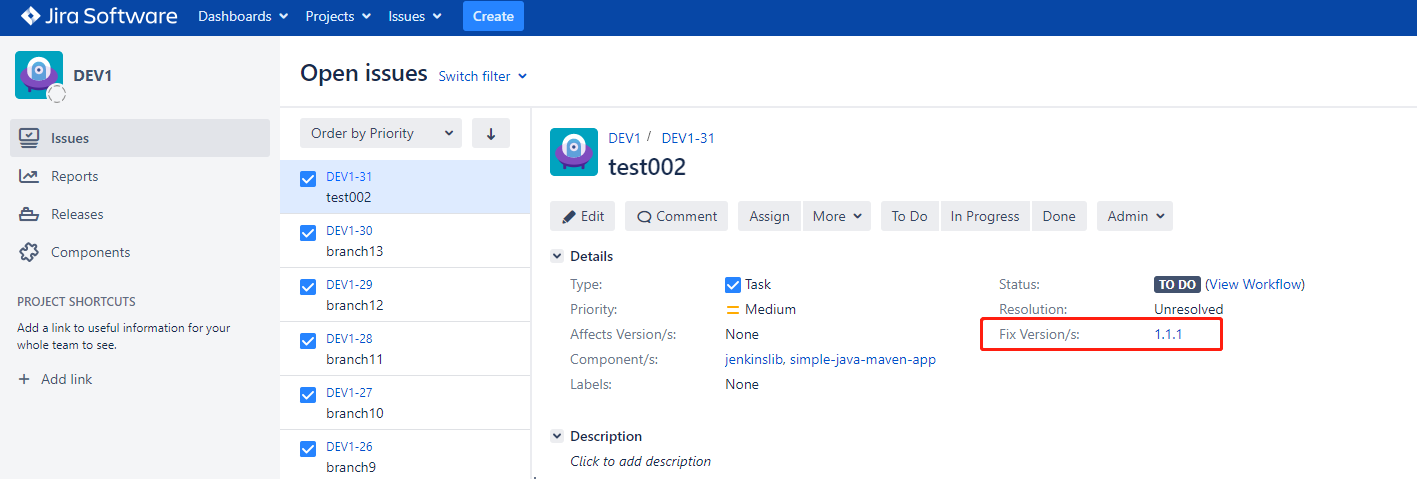 Jira Software Dashboards Projects Issues Create
DEV1
Issues
Reports
Releases
Components
PROJECT SHORTCUTS
Add a link to useful information for your
whole team to see.
+ Add link
Open issues Switch filter
Order by Priority
DEV1-31
test002
DEV1-30
branch13
DEV1-29
branch12
DEV1-28
branch11
DEV1-27
branch10
DEV1-26
branch9
DEV1 / DEV1-31
test002
Edit Comment Assign More To Do In Progress Done Admin
Details
Type: Task
Priority: Medium
Affects Version/s: None
Component/s: jenkinslib, simple-java-maven-app
Labels: None
Status: TO DO (View Workflow)
Resolution: Unresolved
Fix Version/s: 1.1.1
Description
Click to add description